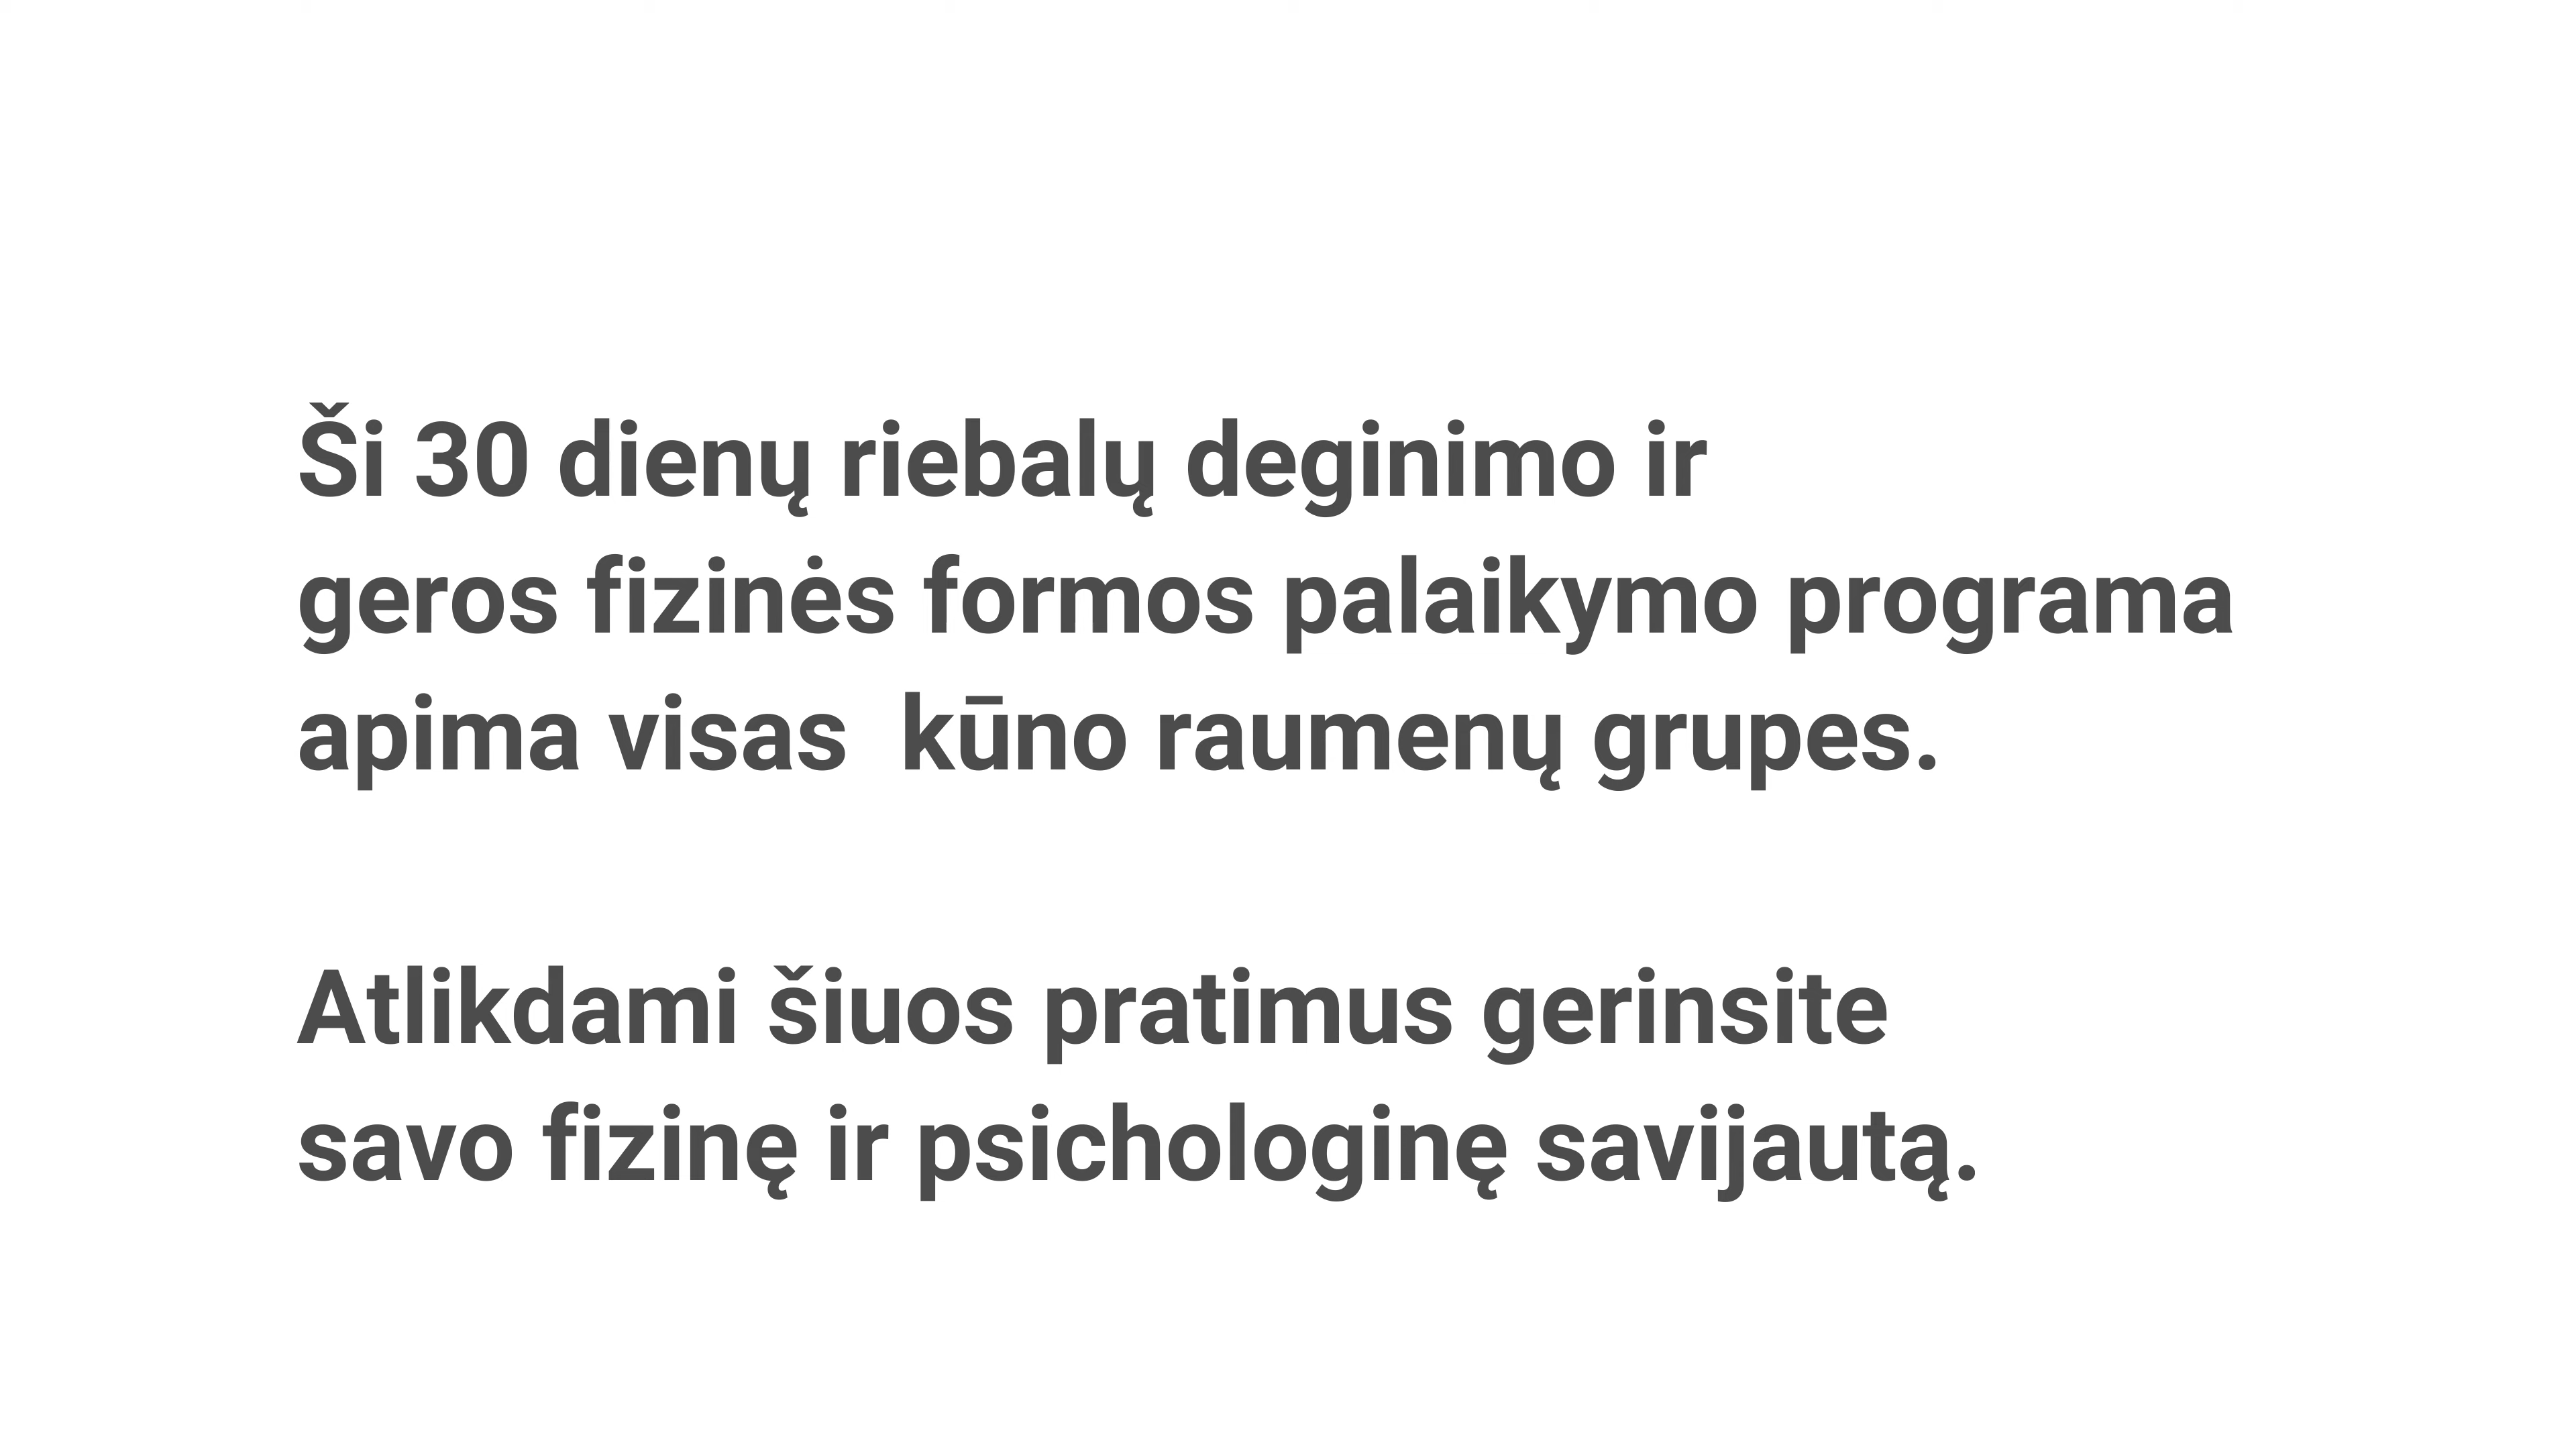 Ši 30 dienų riebalų deginimo ir
geros fizinės formos palaikymo programa
apima visas  kūno raumenų grupes.
Atlikdami šiuos pratimus gerinsite
savo fizinę ir psichologinę savijautą.